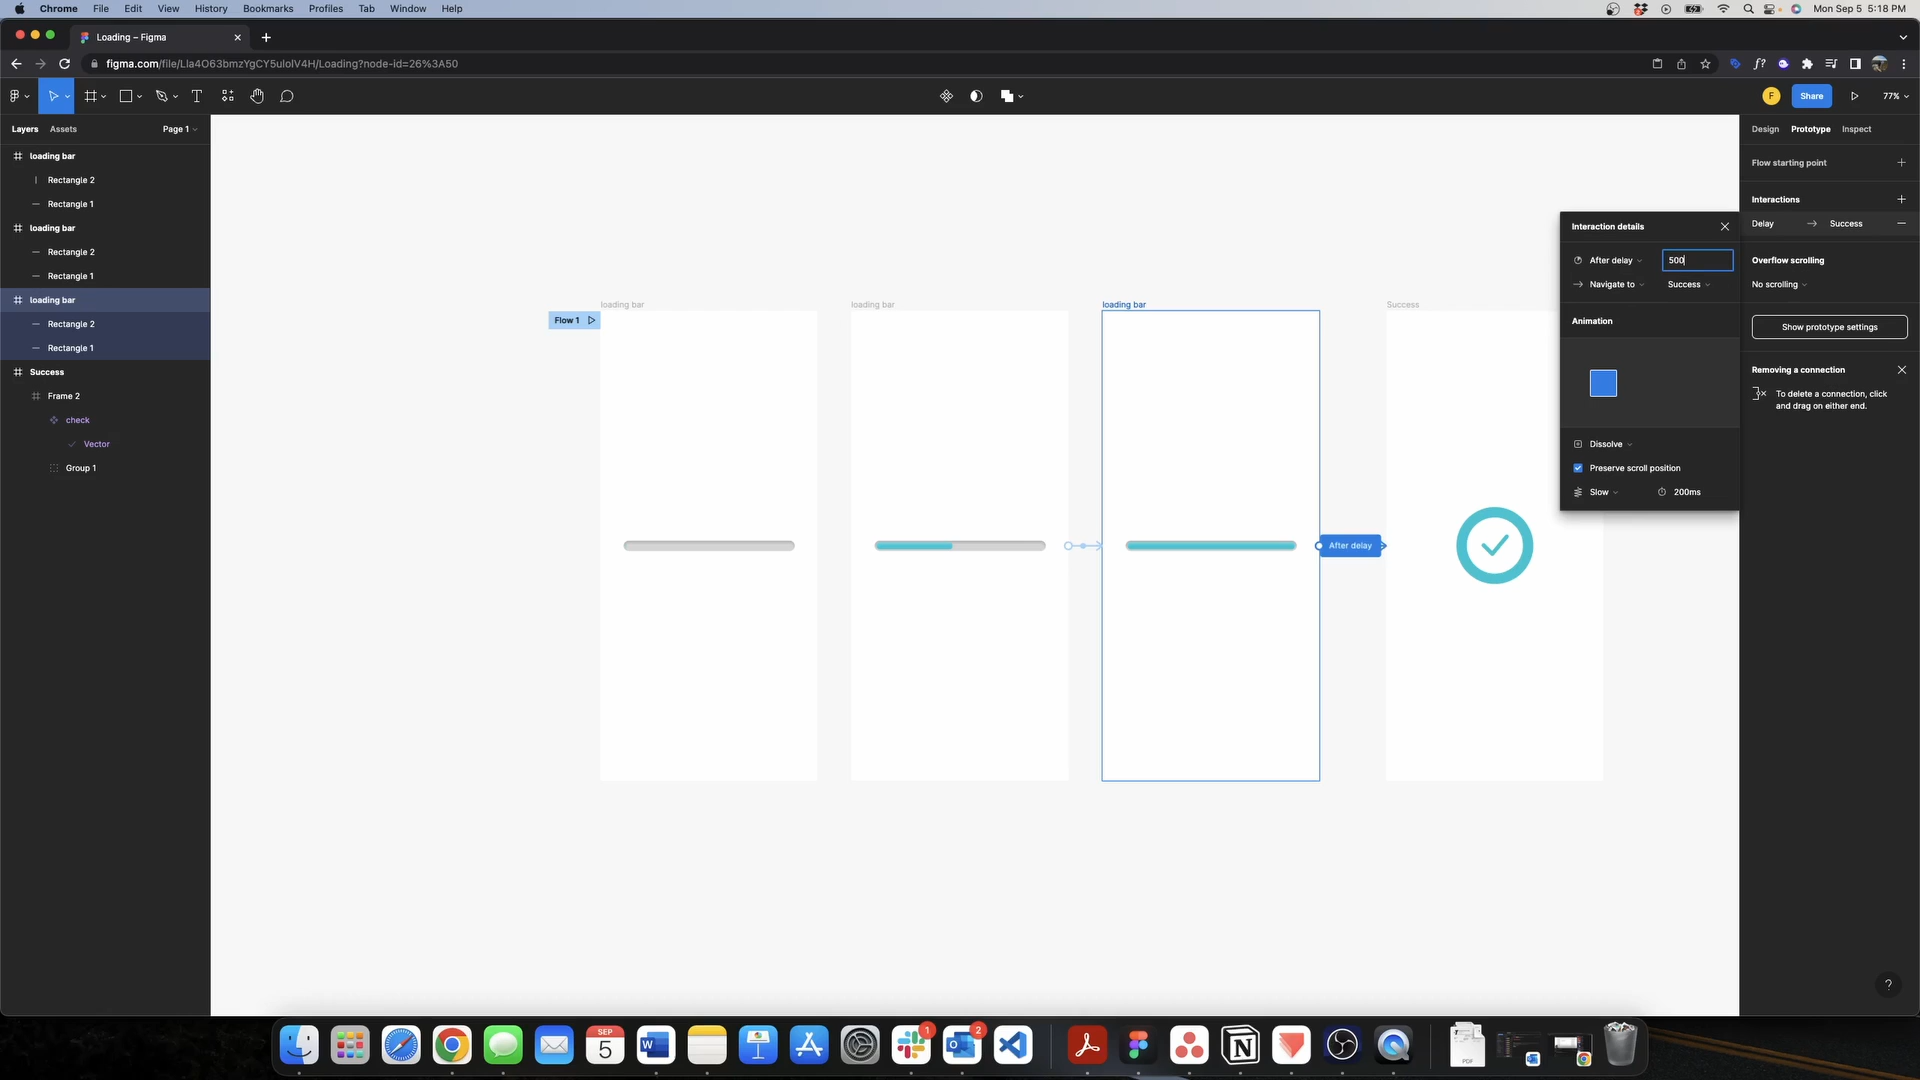 Chrome File Edit View History Bookmarks Profiles Tab Window Help Mon Sep 5 5:18 PM
Loading – Figma
figma.com/file/LIa4O63bmzYgCY5uIoIV4H/Loading?node-id=26%3A50
F Share 77%
Layers Assets Page 1
loading bar
Rectangle 2
Rectangle 1
loading bar
Rectangle 2
Rectangle 1
loading bar
Rectangle 2
Rectangle 1
Success
Frame 2
check
Vector
Group 1
loading bar loading bar loading bar Success
Flow 1
After delay
Interaction details
After delay 500
Navigate to Success
Animation
Dissolve
Preserve scroll position
Slow 200ms
Design Prototype Inspect
Flow starting point
Interactions
Delay → Success
Overflow scrolling
No scrolling
Show prototype settings
Removing a connection
To delete a connection, click
and drag on either end.
?
SEP
5
1
2
PDF